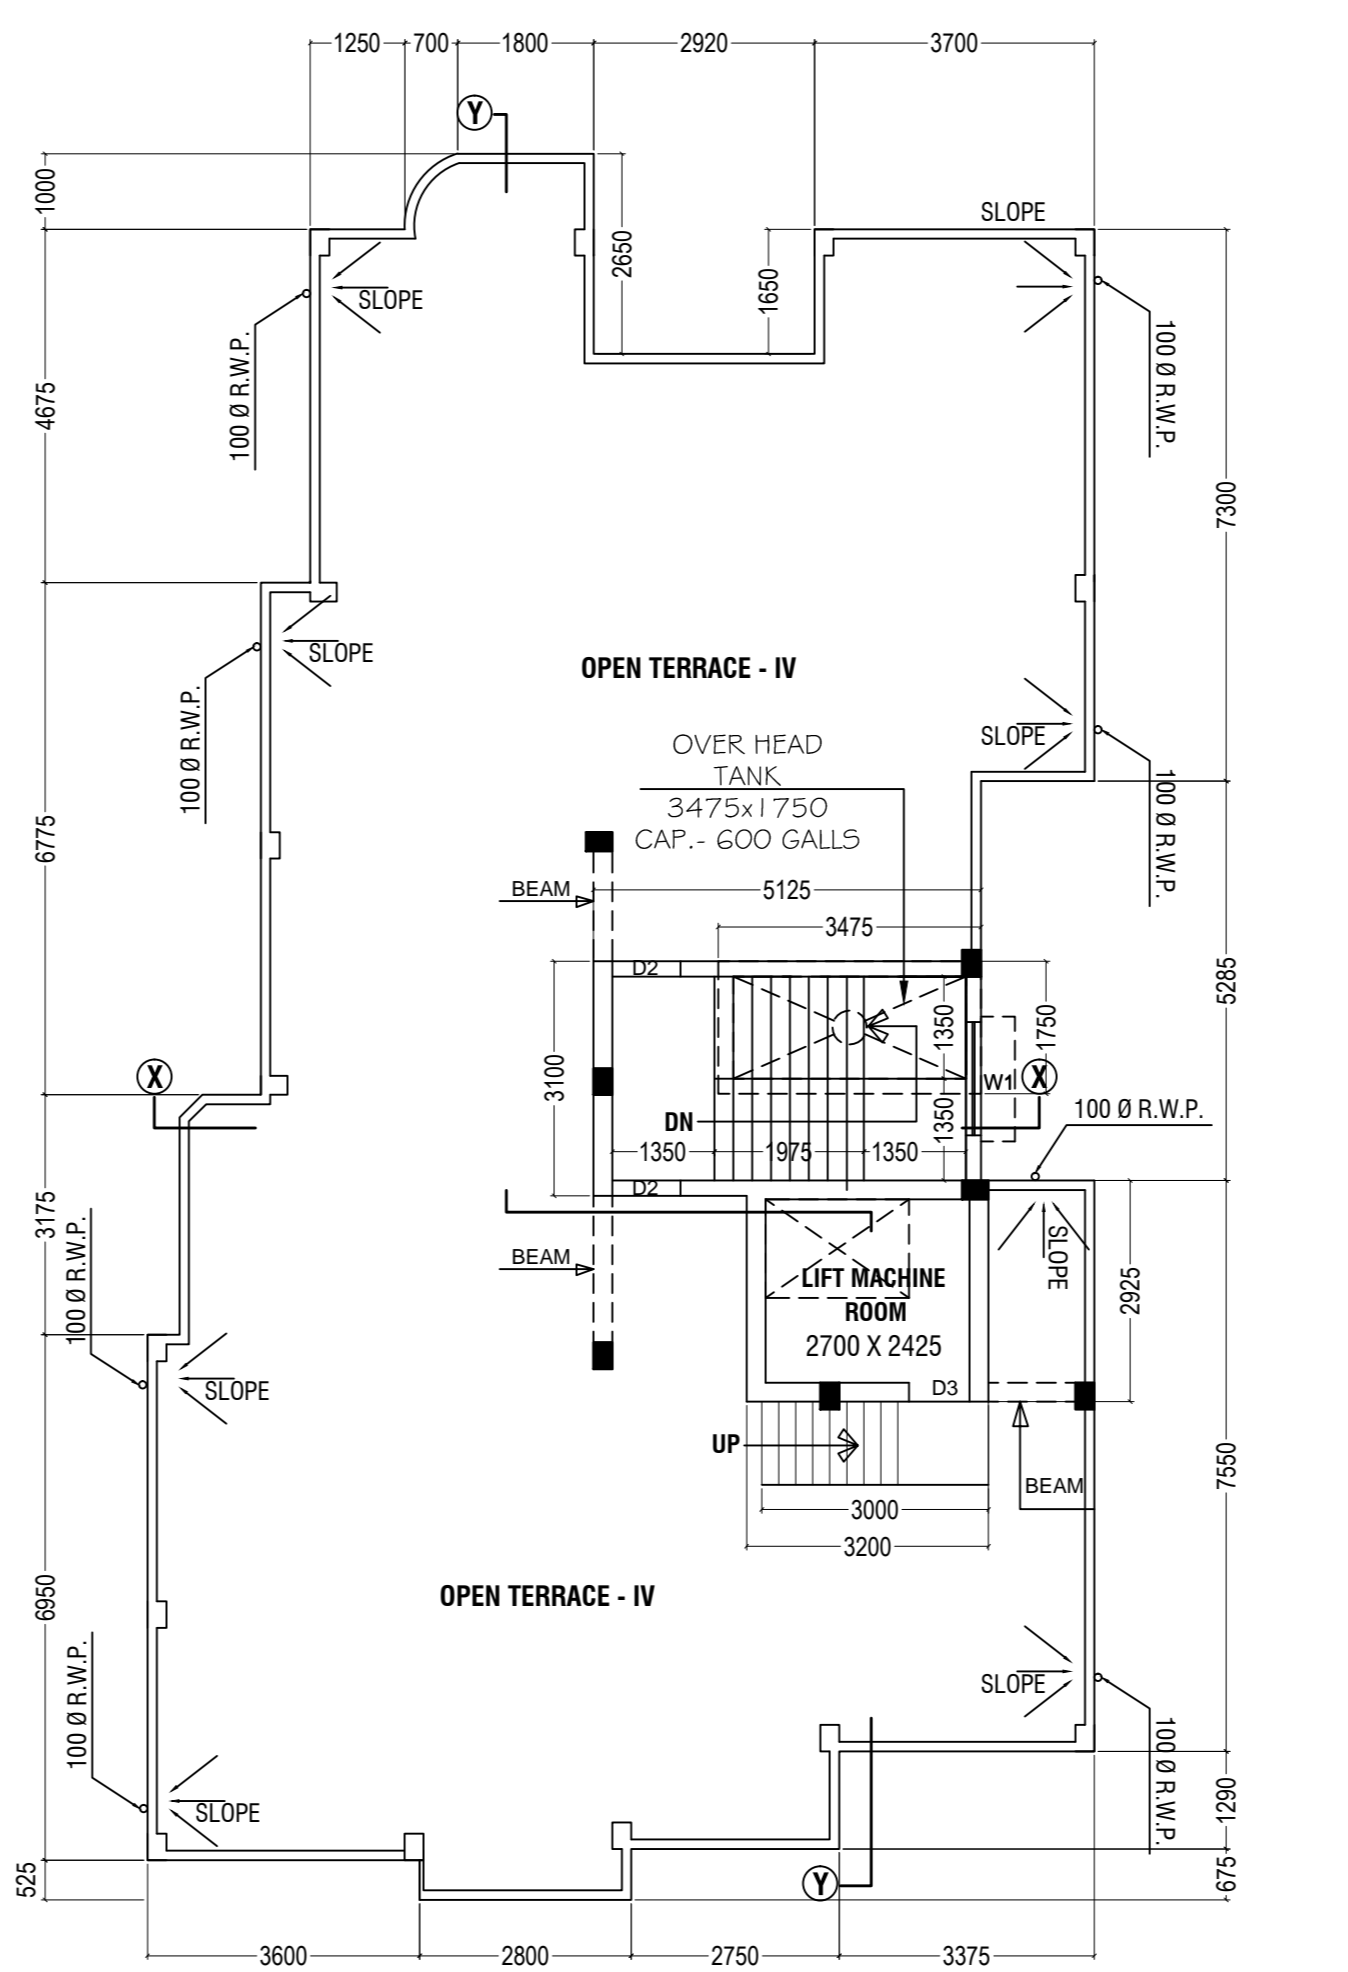 1250 700 1800 2920 3700
Y
1000
SLOPE
2650
1650
SLOPE
100 Ø R.W.P.
100 Ø R.W.P.
4675
7300
SLOPE
OPEN TERRACE - IV
100 Ø R.W.P.
SLOPE
100 Ø R.W.P.
OVER HEAD
TANK
3475x1750
CAP.- 600 GALLS
6775
BEAM
5125
3475
D2
5285
1350
1750
3100
X
W1
X
DN
1350
100 Ø R.W.P.
1350 1975 1350
D2
3175
100 Ø R.W.P.
BEAM
SLOPE
LIFT MACHINE
ROOM
2700 X 2425
2925
SLOPE
D3
UP
BEAM
7550
3000
3200
6950
OPEN TERRACE - IV
100 Ø R.W.P.
SLOPE
100 Ø R.W.P.
SLOPE
1290
525
Y
675
3600 2800 2750 3375